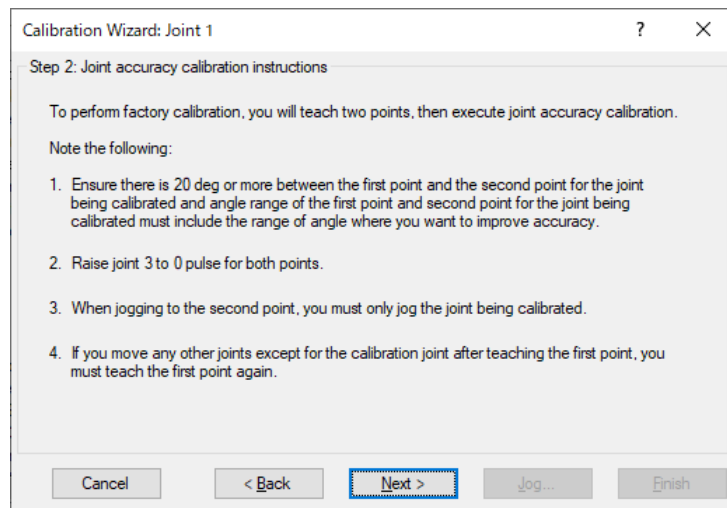 Calibration Wizard: Joint 1
?
Step 2: Joint accuracy calibration instructions
To perform factory calibration, you will teach two points, then execute joint accuracy calibration.
Note the following:
1. Ensure there is 20 deg or more between the first point and the second point for the joint
being calibrated and angle range of the first point and second point for the joint being
calibrated must include the range of angle where you want to improve accuracy.
2. Raise joint 3 to 0 pulse for both points.
3. When jogging to the second point, you must only jog the joint being calibrated.
4. If you move any other joints except for the calibration joint after teaching the first point, you
must teach the first point again.
Cancel < Back Next > Jog... Finish